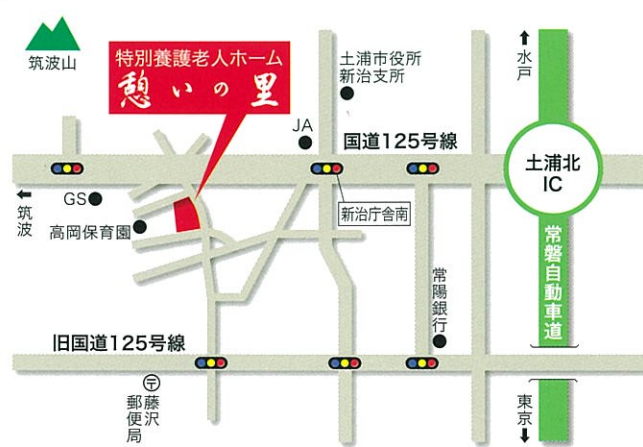 筑波山
特別養護老人ホーム
憩いの里
土浦市役所
新治支所
水戸
JA
国道125号線
土浦北
IC
筑波
GS
高岡保育園
新治庁舎南
常磐自動車道
常陽銀行
旧国道125号線
〒
藤沢
郵便局
東京